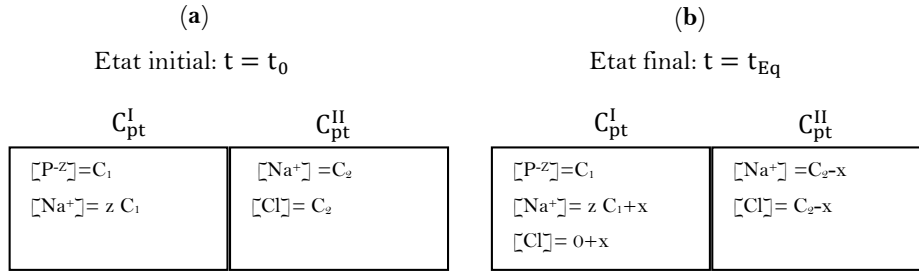 (a)
Etat initial: t = t₀
C_pt^I C_pt^II
[P⁻ᶻ]=C₁
[Na⁺]= z C₁
[Na⁺] =C₂
[Cl]= C₂
(b)
Etat final: t = t_Eq
C_pt^I C_pt^II
[P⁻ᶻ]=C₁
[Na⁺]= z C₁+x
[Cl]= 0+x
[Na⁺] =C₂-x
[Cl]= C₂-x